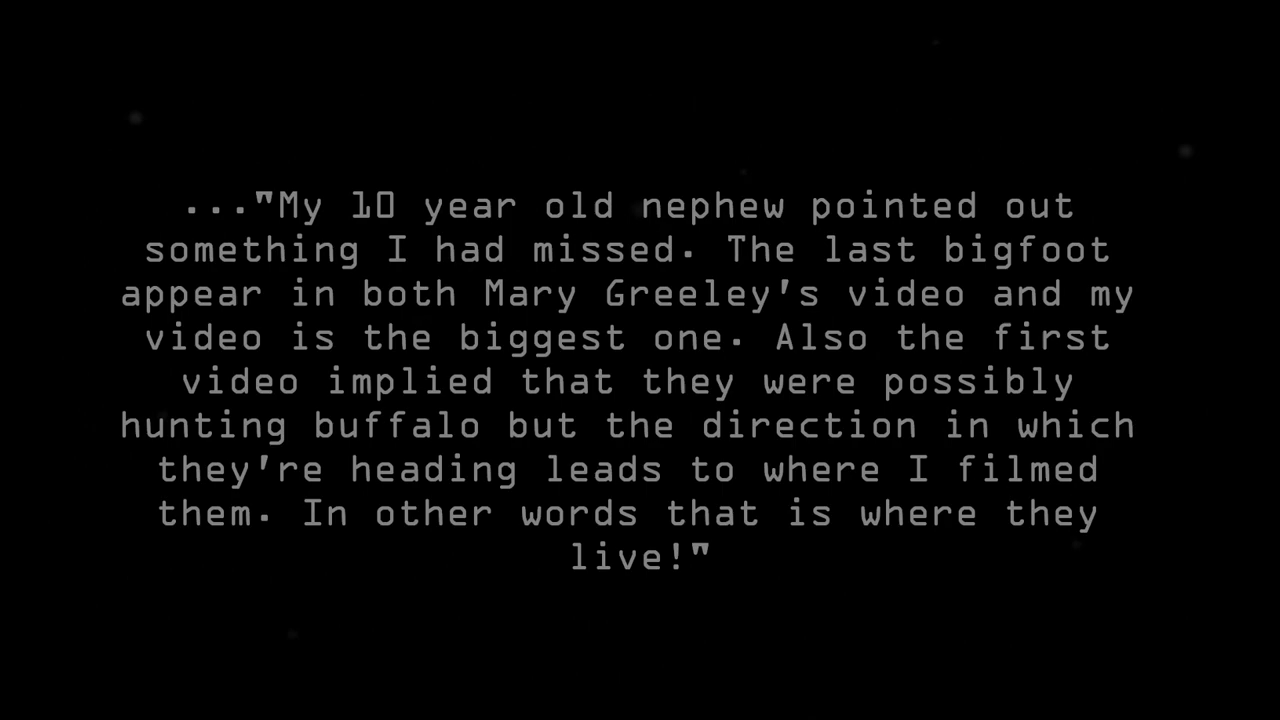 ..."My 10 year old nephew pointed out
something I had missed. The last bigfoot
appear in both Mary Greeley's video and my
video is the biggest one. Also the first
video implied that they were possibly
hunting buffalo but the direction in which
they're heading leads to where I filmed
them. In other words that is where they
live!"